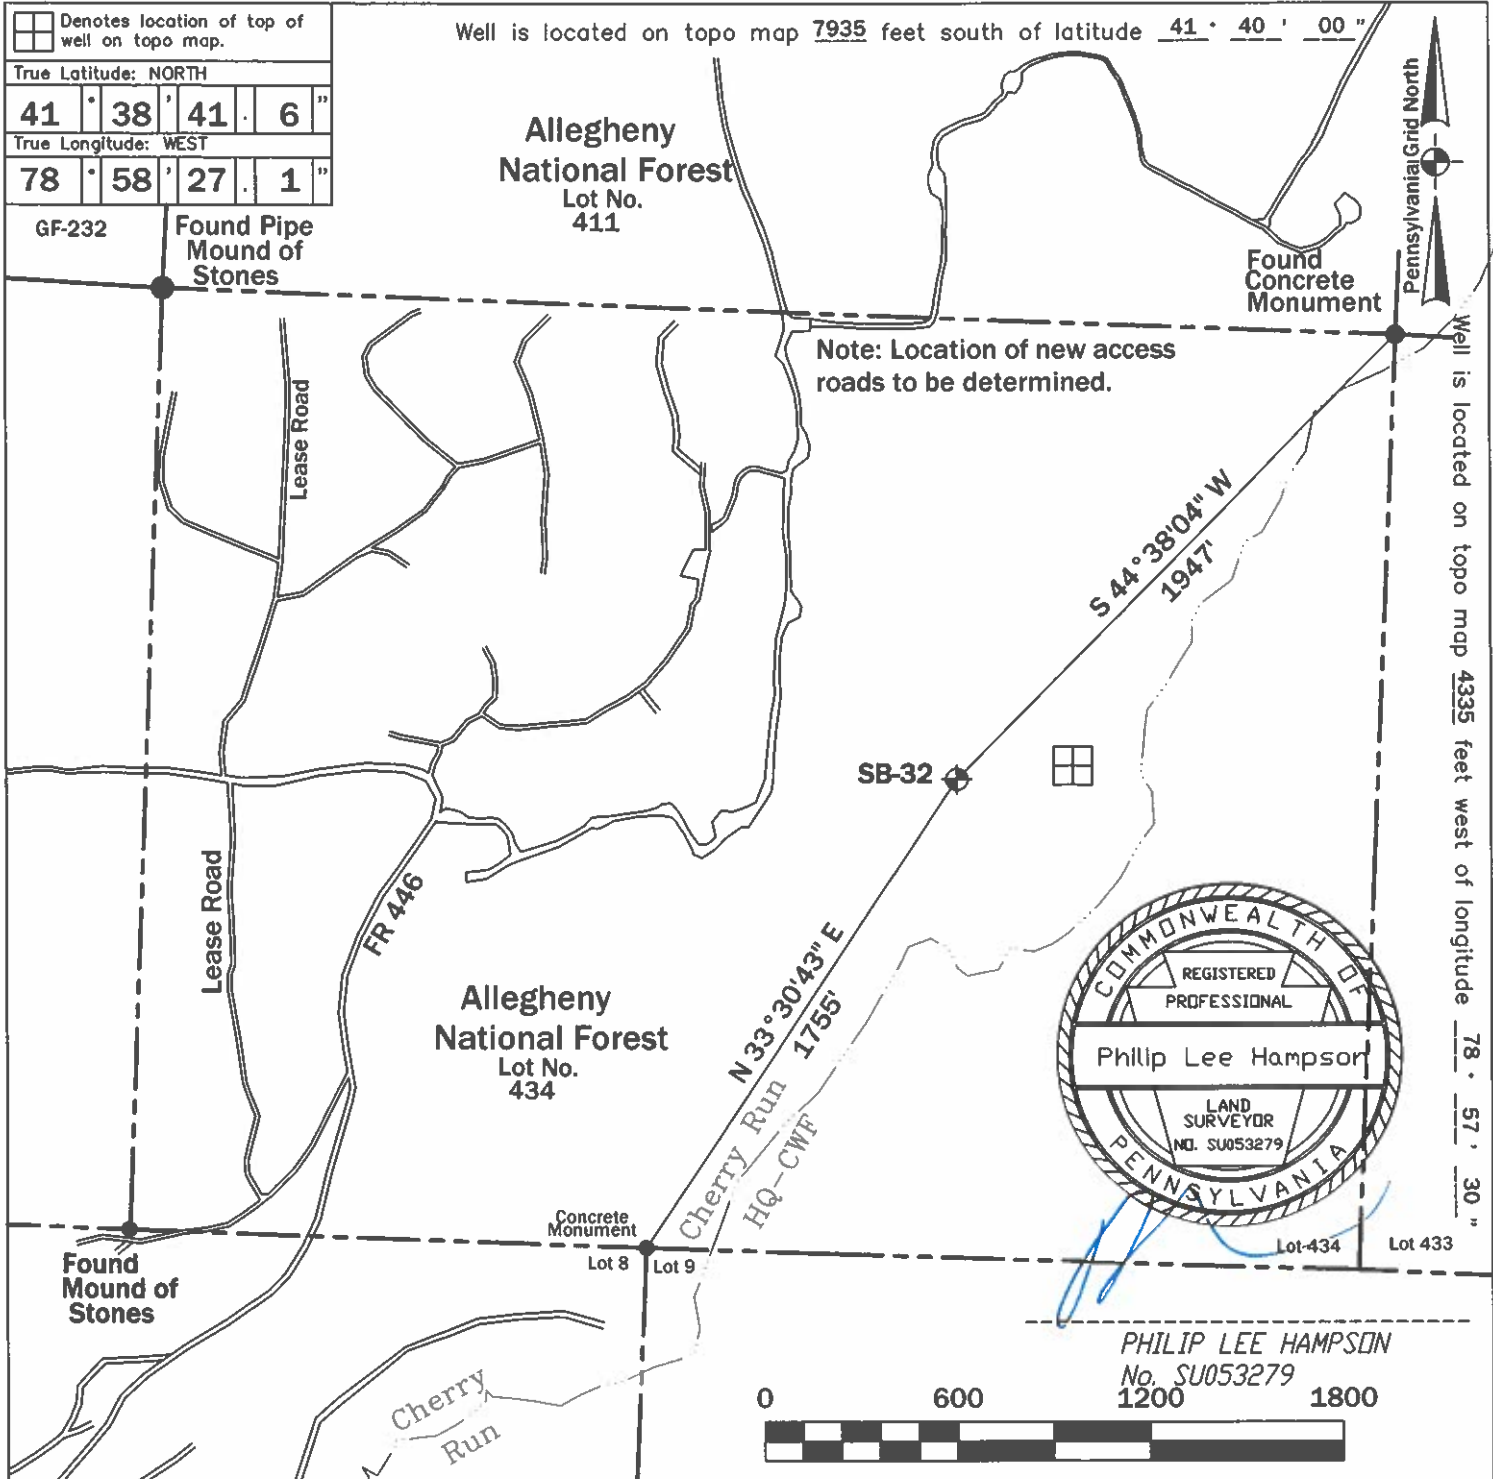 Denotes location of top of
well on topo map.
Well is located on topo map 7935 feet south of latitude 41 ° 40 ' 00 "
True Latitude: NORTH
41 ° 38 ' 41 . 6 "
True Longitude: WEST
78 ° 58 ' 27 . 1 "
GF-232
Found Pipe
Mound of
Stones
Allegheny
National Forest
Lot No.
411
Pennsylvania Grid North
Found
Concrete
Monument
Note: Location of new access
roads to be determined.
Well is located on topo map 4335 feet west of longitude 78 ° 57 ' 30 "
Lease Road
S 44°38'04" W
1947'
SB-32
Lease Road
FR 446
N 33°30'43" E
1755'
Allegheny
National Forest
Lot No.
434
Cherry Run
HQ-CWF
COMMONWEALTH OF
REGISTERED
PROFESSIONAL
Philip Lee Hampson
LAND
SURVEYOR
NO. SU053279
PENNSYLVANIA
Concrete
Monument
Lot 8
Lot 9
Lot-434
Lot 433
Found
Mound of
Stones
PHILIP LEE HAMPSON
No. SU053279
Cherry
Run
0 600 1200 1800